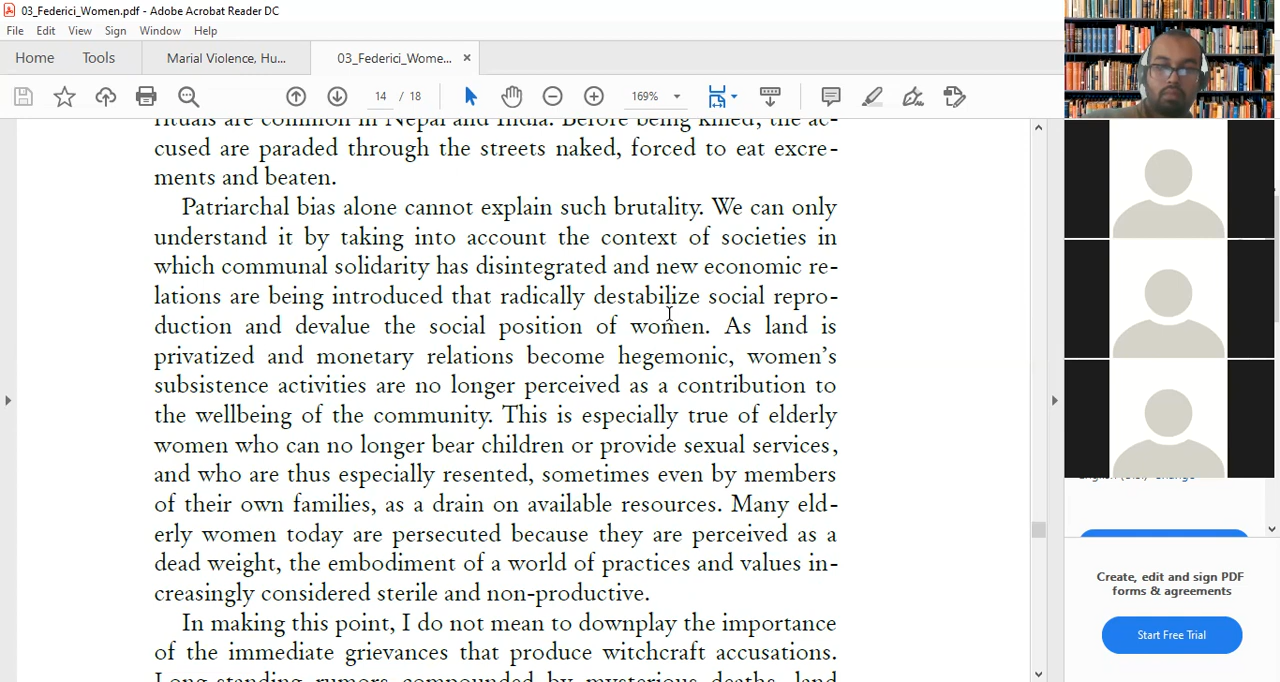 03_Federici_Women.pdf - Adobe Acrobat Reader DC
File Edit View Sign Window Help
Home Tools Marial Violence, Hu... 03_Federici_Wome... ×
14 / 18 169%
rituals are common in Nepal and India. Before being killed, the ac-
cused are paraded through the streets naked, forced to eat excre-
ments and beaten.
Patriarchal bias alone cannot explain such brutality. We can only
understand it by taking into account the context of societies in
which communal solidarity has disintegrated and new economic re-
lations are being introduced that radically destabilize social repro-
duction and devalue the social position of women. As land is
privatized and monetary relations become hegemonic, women's
subsistence activities are no longer perceived as a contribution to
the wellbeing of the community. This is especially true of elderly
women who can no longer bear children or provide sexual services,
and who are thus especially resented, sometimes even by members
of their own families, as a drain on available resources. Many eld-
erly women today are persecuted because they are perceived as a
dead weight, the embodiment of a world of practices and values in-
creasingly considered sterile and non-productive.
In making this point, I do not mean to downplay the importance
of the immediate grievances that produce witchcraft accusations.
Long-standing rumors compounded by mysterious deaths, land
Create, edit and sign PDF
forms & agreements
Start Free Trial